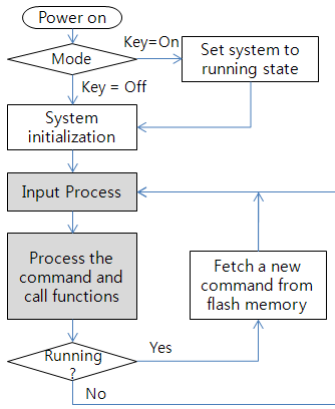 Power on
Mode
Key=On
Set system to
running state
Key = Off
System
initialization
Input Process
Process the
command and
call functions
Fetch a new
command from
flash memory
Running
?
Yes
No